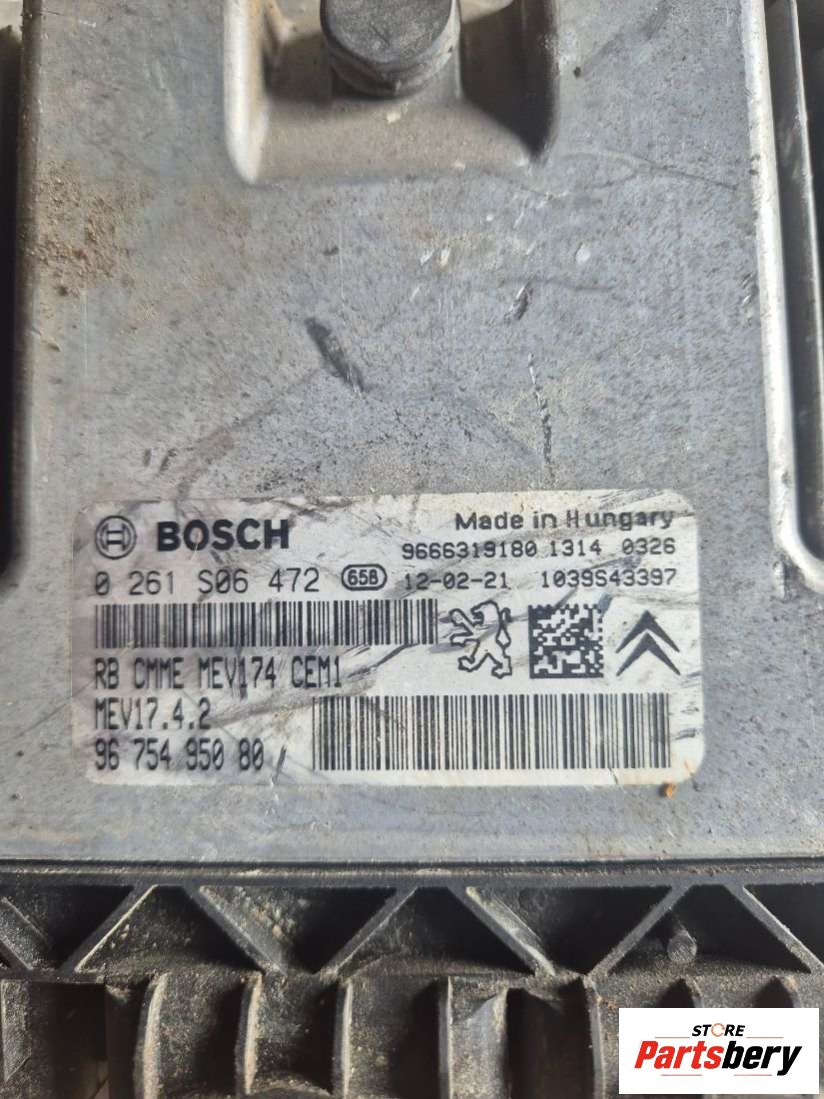 BOSCH
Made in Hungary
9666319180 1314 0326
0 261 S06 472 658 12-02-21 1039S43397
RB CMME MEV174 CEM1
MEV17.4.2
96 754 950 80
STORE
Partsbery